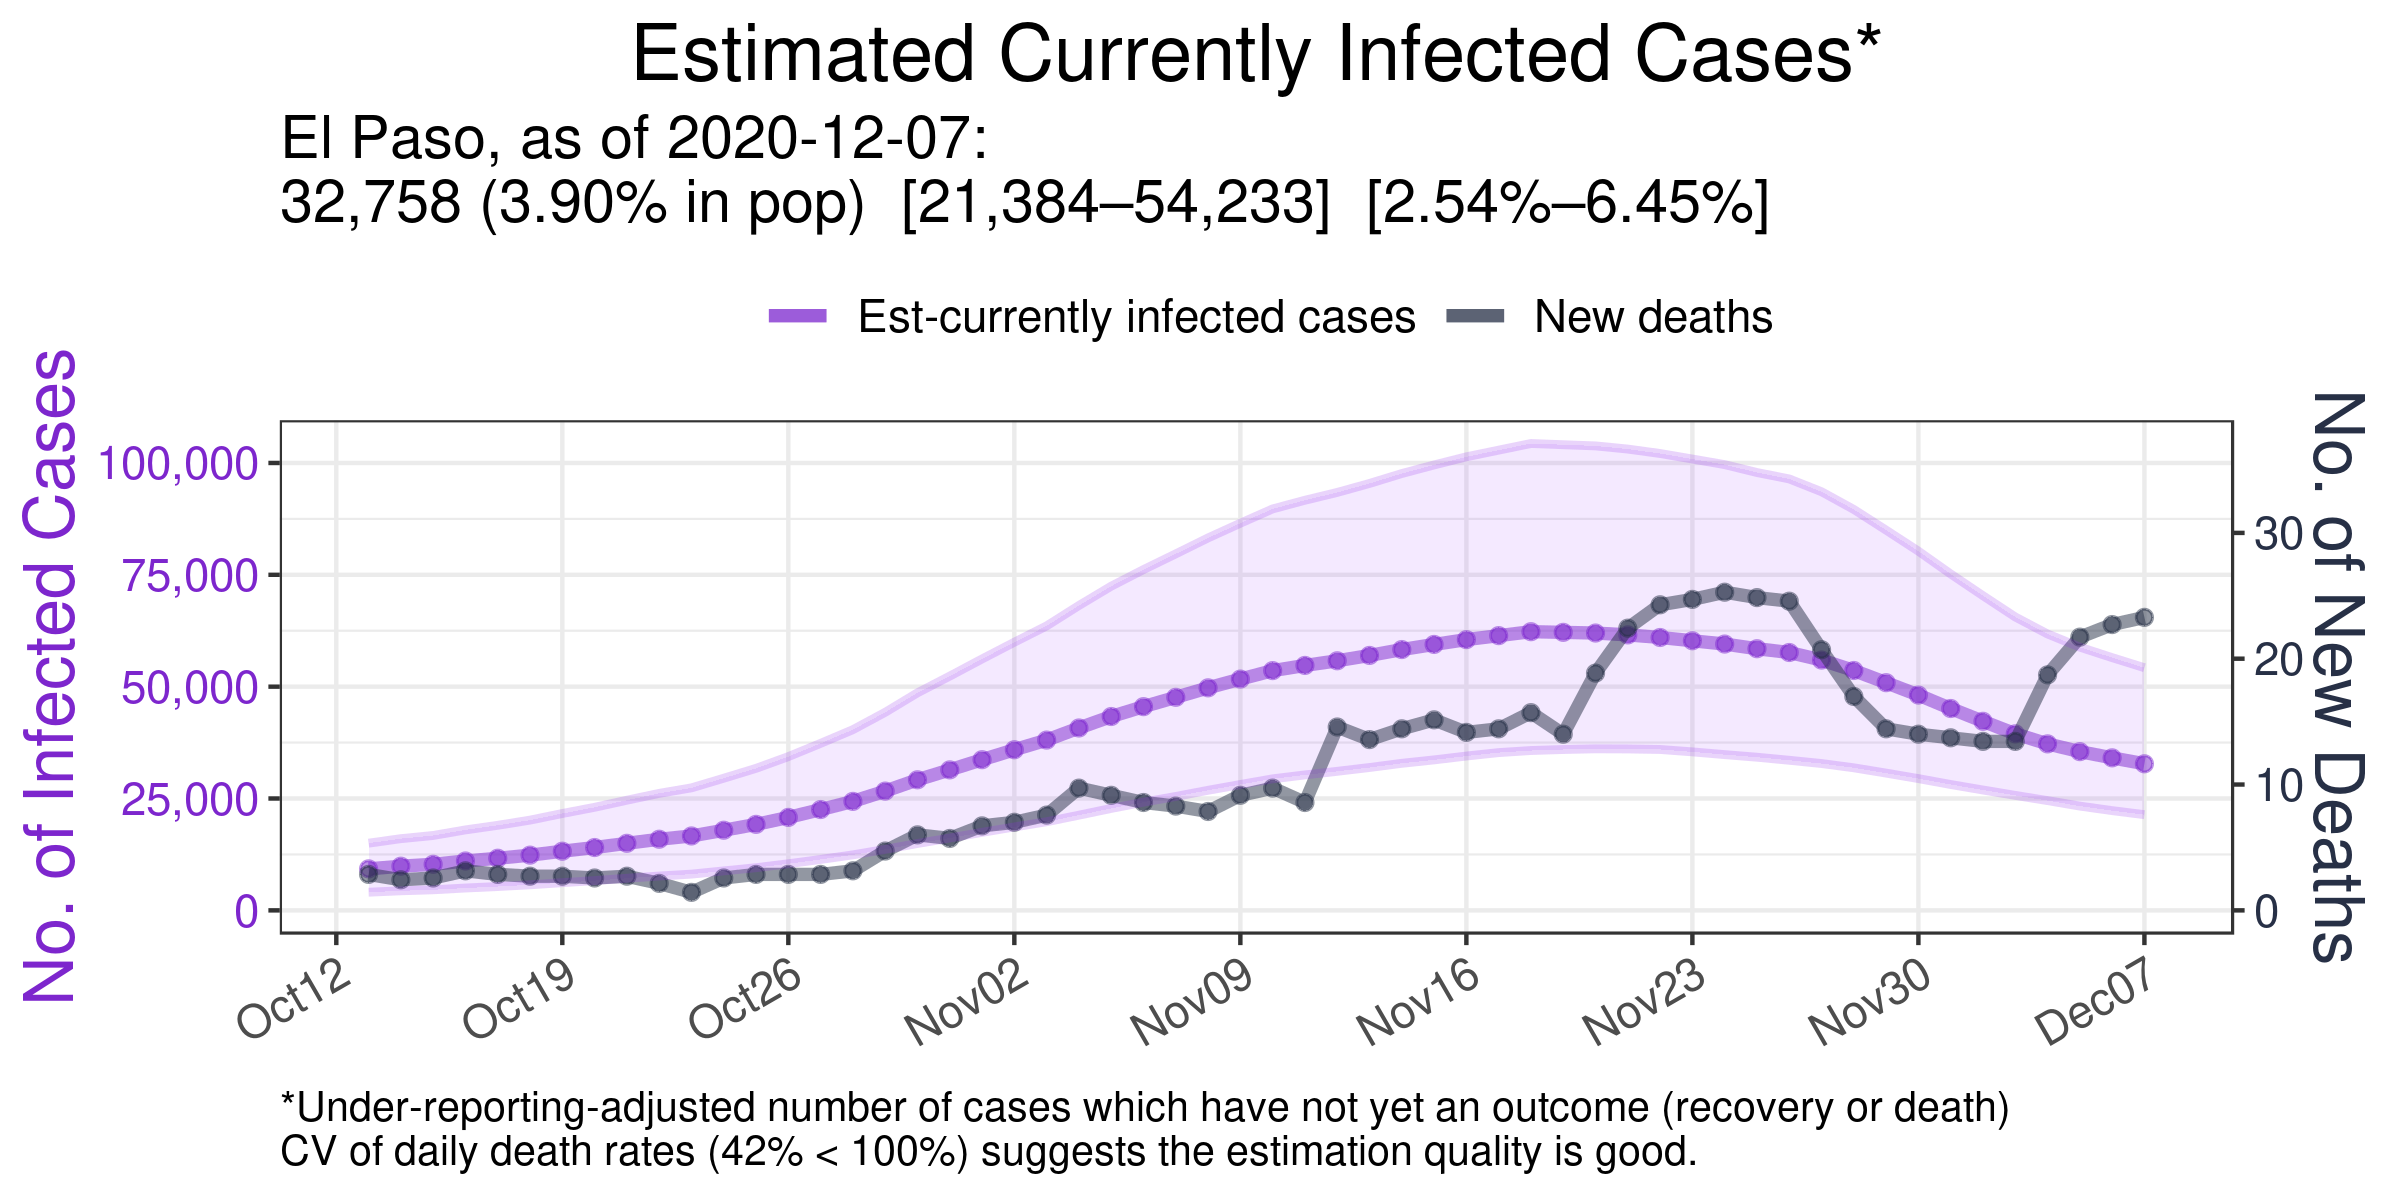 Estimated Currently Infected Cases*
El Paso, as of 2020-12-07:
32,758 (3.90% in pop)  [21,384–54,233]  [2.54%–6.45%]
Est-currently infected cases
New deaths
No. of Infected Cases
100,000
75,000
50,000
25,000
0
30
20
10
0
No. of New Deaths
Oct12
Oct19
Oct26
Nov02
Nov09
Nov16
Nov23
Nov30
Dec07
*Under-reporting-adjusted number of cases which have not yet an outcome (recovery or death)
CV of daily death rates (42% < 100%) suggests the estimation quality is good.